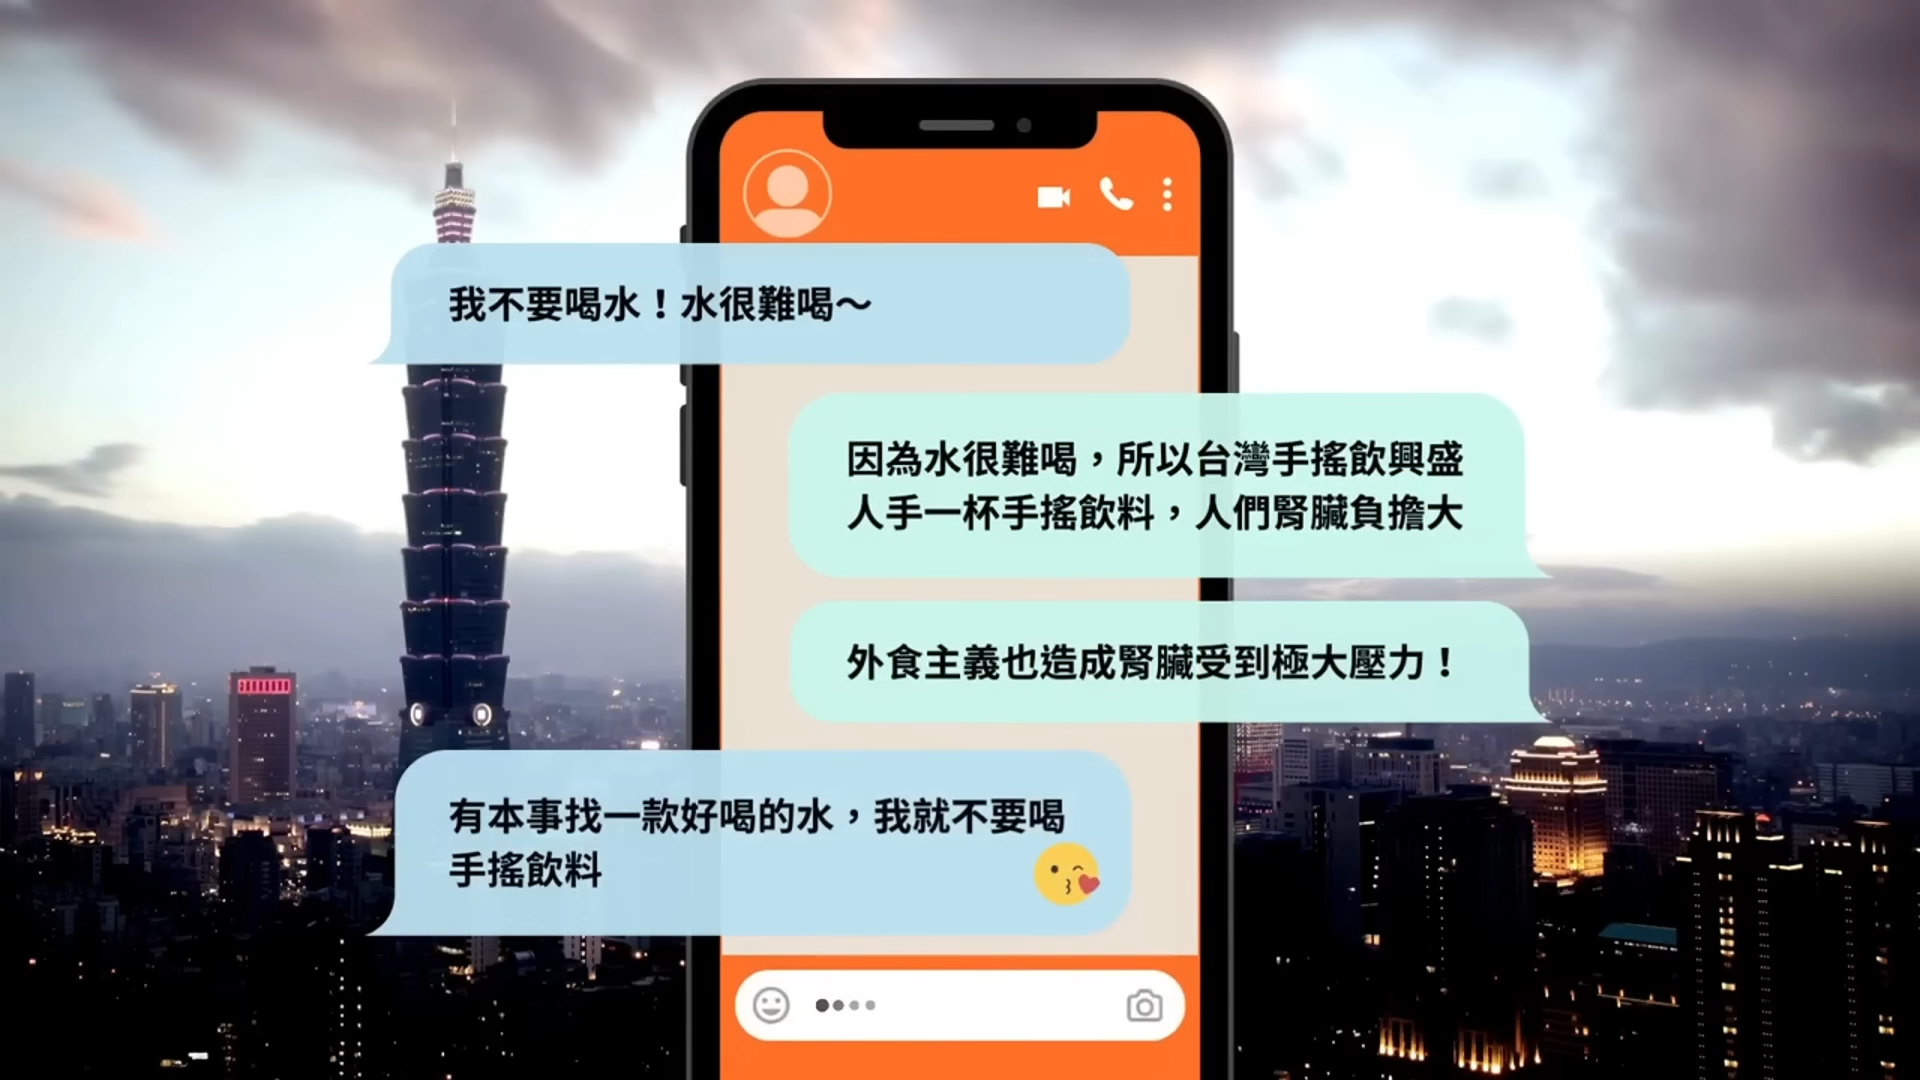 我不要喝水！水很難喝～
因為水很難喝，所以台灣手搖飲興盛
人手一杯手搖飲料，人們腎臟負擔大
外食主義也造成腎臟受到極大壓力！
有本事找一款好喝的水，我就不要喝
手搖飲料